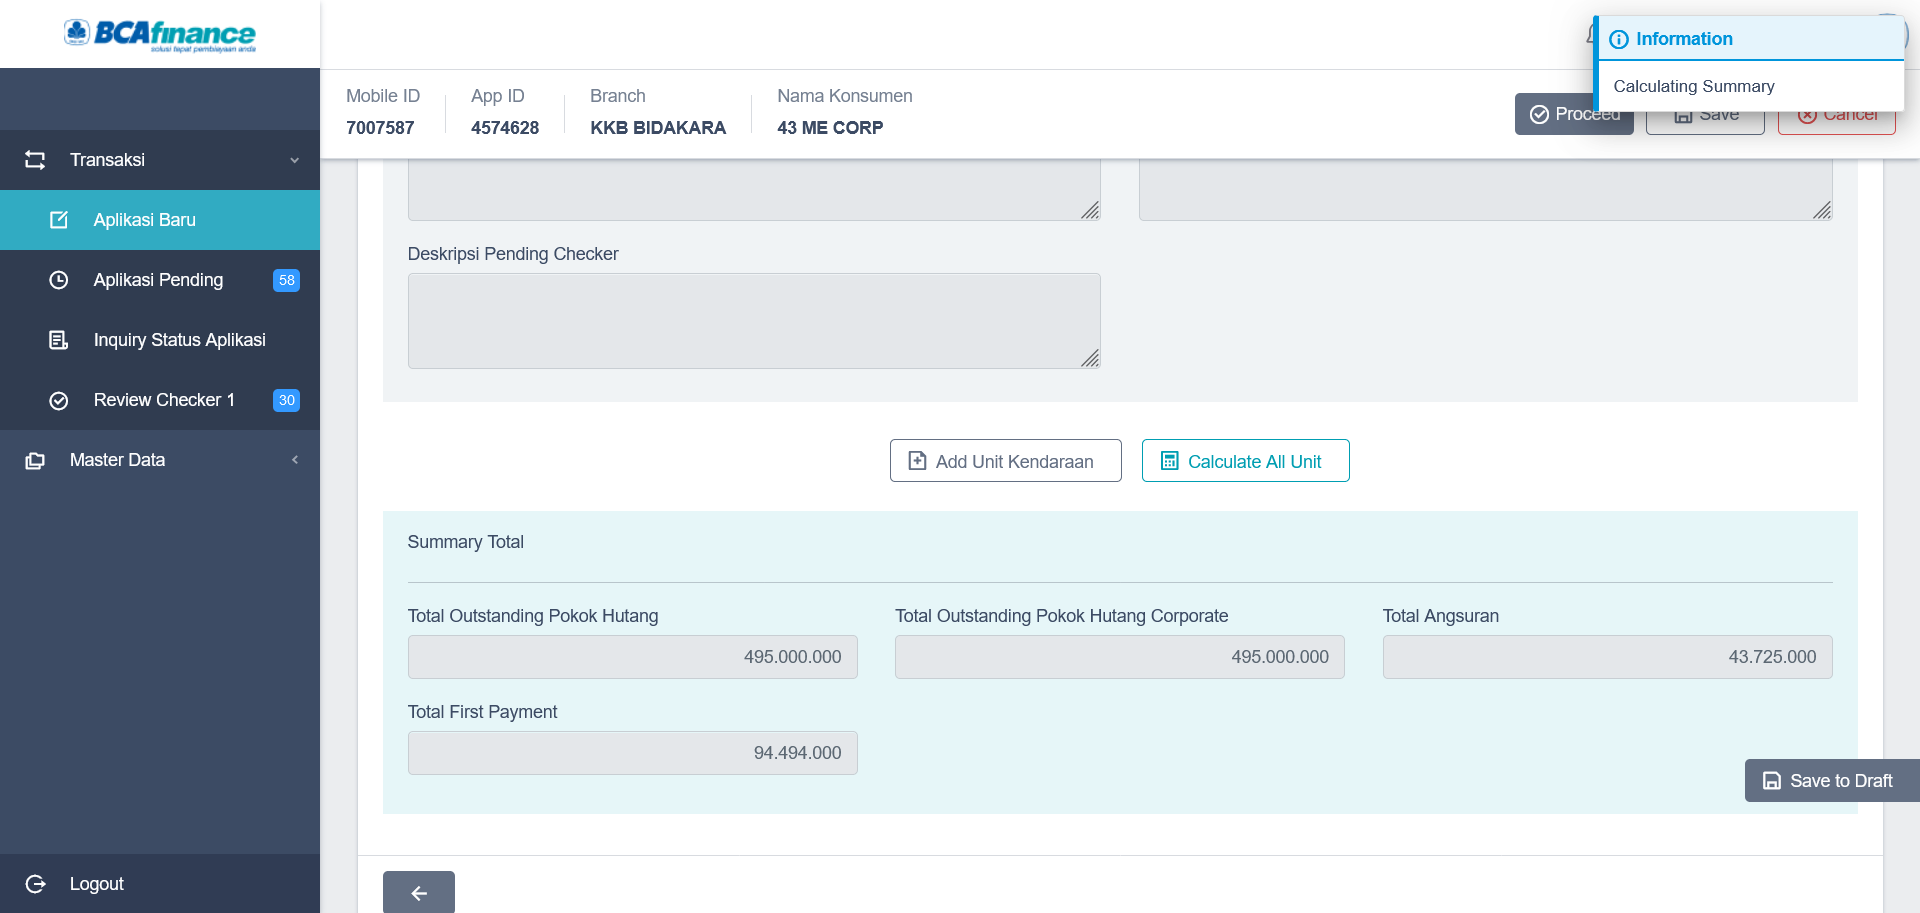 BCAfinance
solusi tepat pembiayaan anda
Information
Calculating Summary
Mobile ID
7007587
App ID
4574628
Branch
KKB BIDAKARA
Nama Konsumen
43 ME CORP
Proceed
Save
Cancel
Transaksi
Aplikasi Baru
Aplikasi Pending
58
Inquiry Status Aplikasi
Review Checker 1
30
Master Data
Logout
Deskripsi Pending Checker
Add Unit Kendaraan
Calculate All Unit
Summary Total
Total Outstanding Pokok Hutang
495.000.000
Total Outstanding Pokok Hutang Corporate
495.000.000
Total Angsuran
43.725.000
Total First Payment
94.494.000
Save to Draft